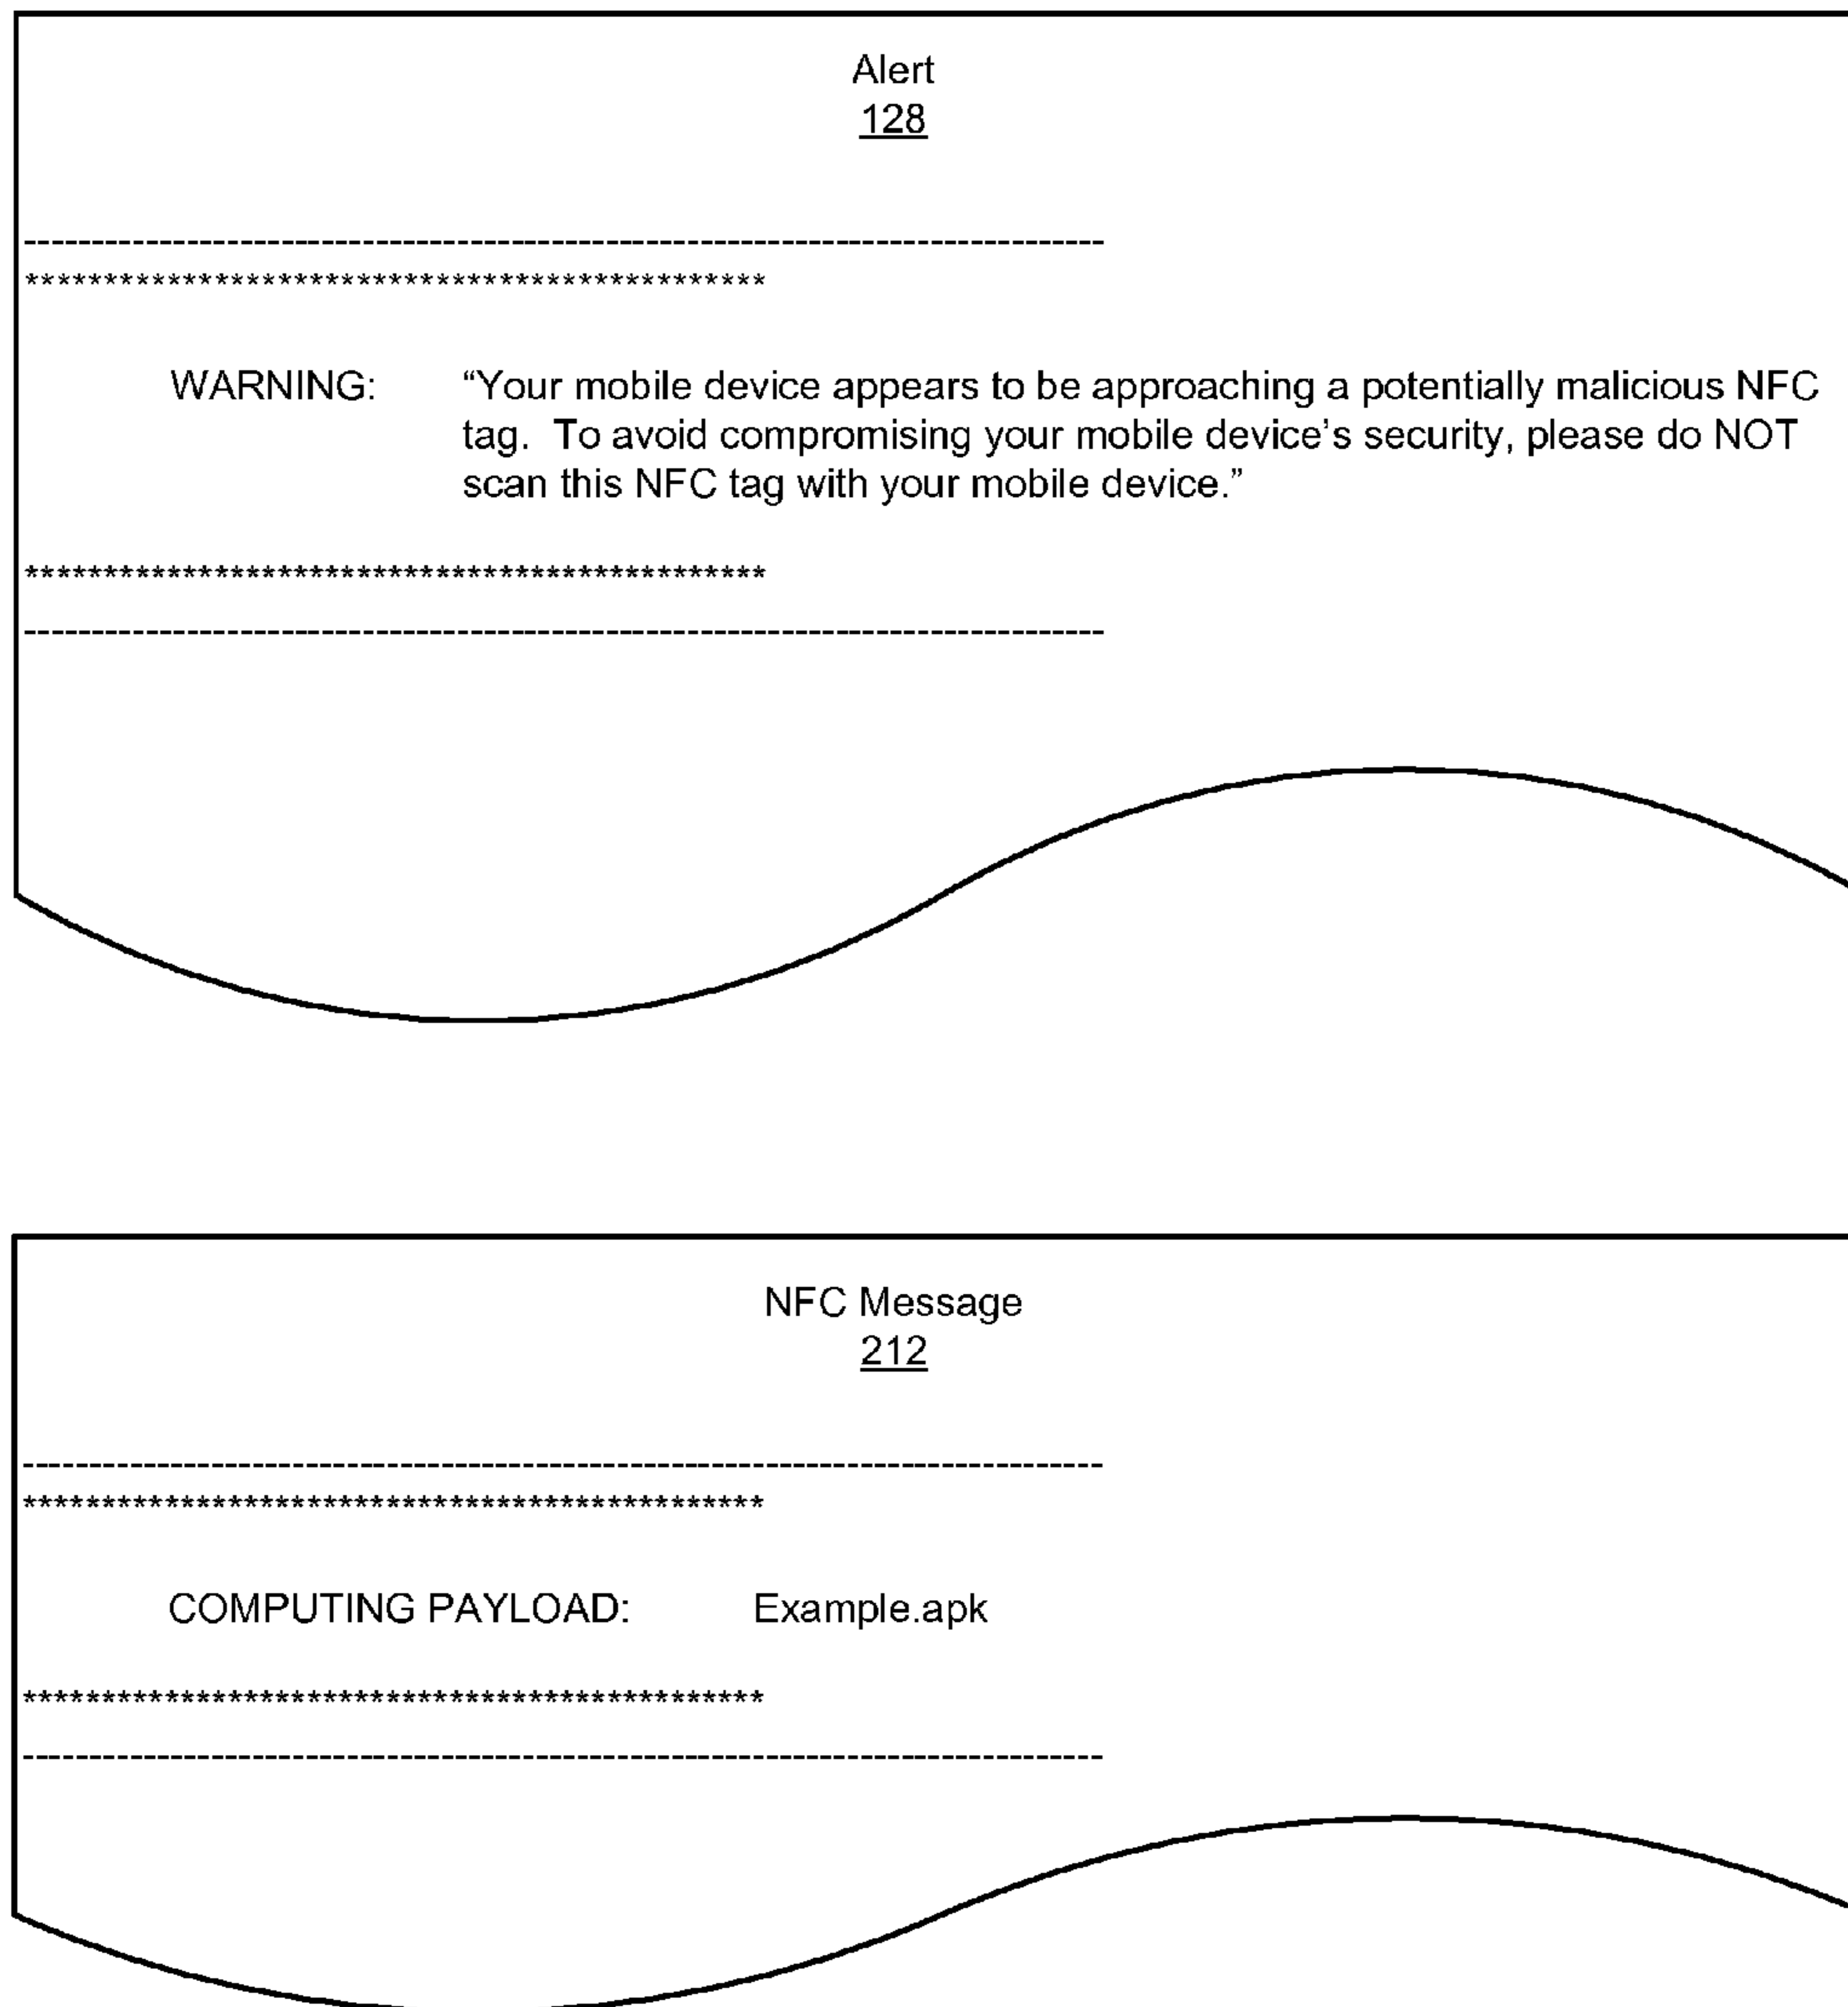 Alert
128
--------------------------------------------------------------------------------
***********************************************
WARNING: “Your mobile device appears to be approaching a potentially malicious NFC
tag. To avoid compromising your mobile device’s security, please do NOT
scan this NFC tag with your mobile device.”
***********************************************
--------------------------------------------------------------------------------
NFC Message
212
--------------------------------------------------------------------------------
***********************************************
COMPUTING PAYLOAD: Example.apk
***********************************************
--------------------------------------------------------------------------------